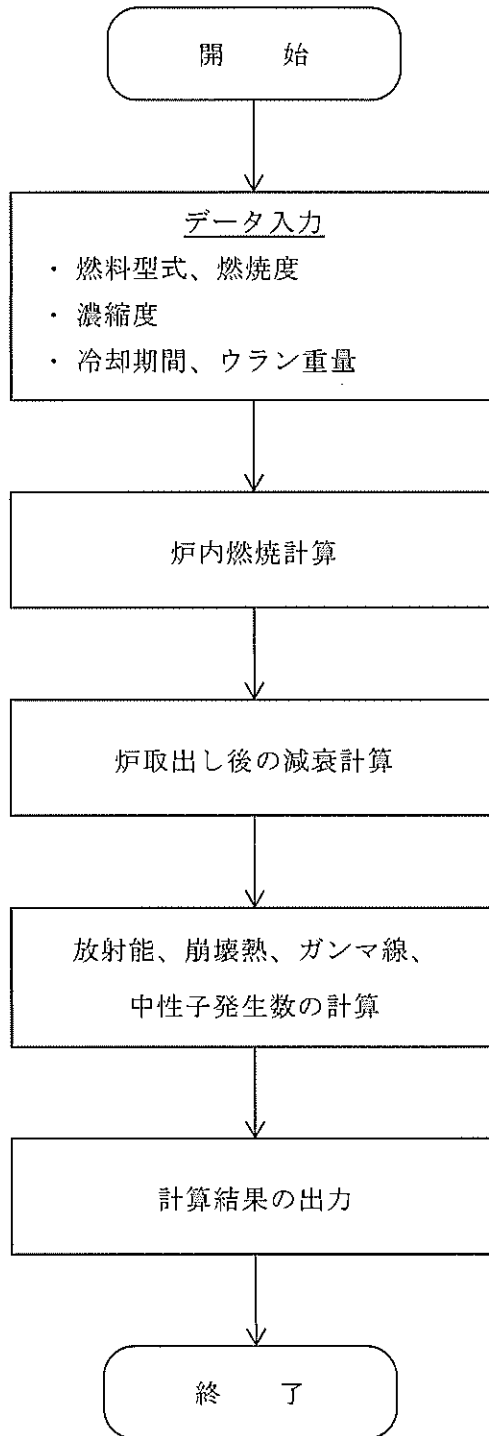 開　　始
データ入力
・ 燃料型式、燃焼度
・ 濃縮度
・ 冷却期間、ウラン重量
炉内燃焼計算
炉取出し後の減衰計算
放射能、崩壊熱、ガンマ線、
中性子発生数の計算
計算結果の出力
終　　了